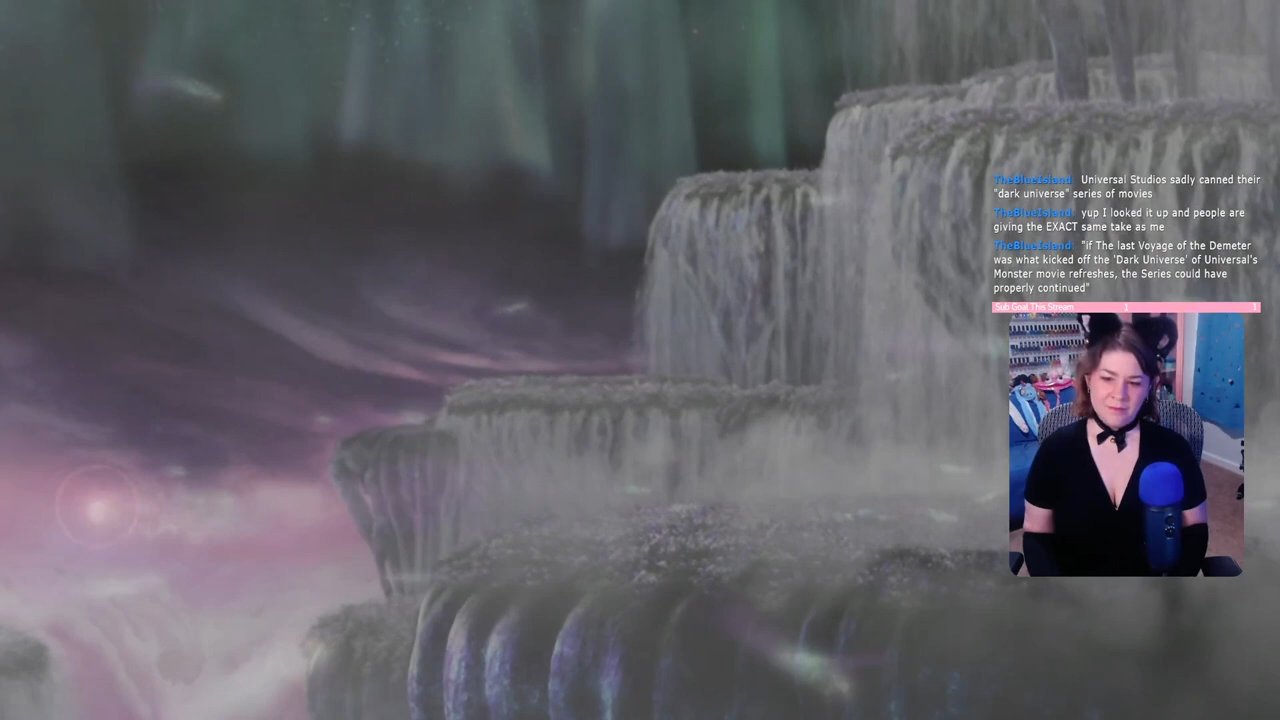 TheBlueIsland: Universal Studios sadly canned their
"dark universe" series of movies
TheBlueIsland: yup I looked it up and people are
giving the EXACT same take as me
TheBlueIsland: "if The last Voyage of the Demeter
was what kicked off the 'Dark Universe' of Universal's
Monster movie refreshes, the Series could have
properly continued"
Sub Goal This Stream 1 1